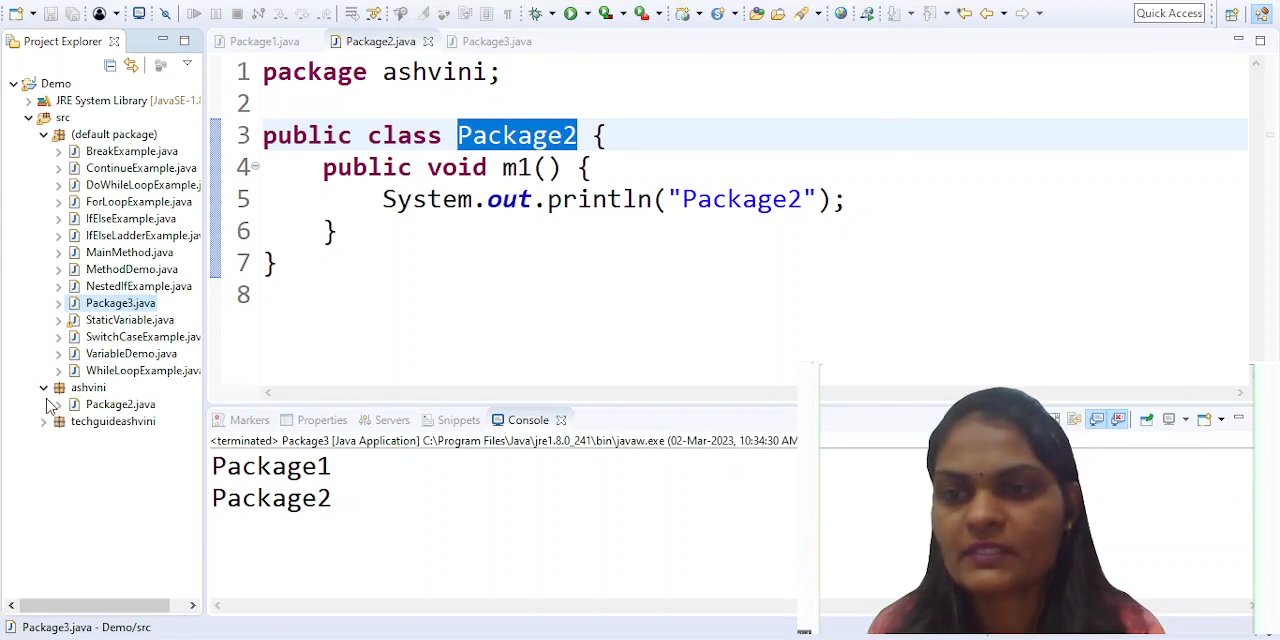 Quick Access
Project Explorer
Package1.java
Package2.java
Package3.java
Demo
JRE System Library [JavaSE-1.8
src
(default package)
BreakExample.java
ContinueExample.java
DoWhileLoopExample.j
ForLoopExample.java
IfElseExample.java
IfElseLadderExample.jav
MainMethod.java
MethodDemo.java
NestedIfExample.java
Package3.java
StaticVariable.java
SwitchCaseExample.java
VariableDemo.java
WhileLoopExample.java
ashvini
Package2.java
techguideashvini
1 package ashvini;
2
3 public class Package2 {
4 public void m1() {
5 System.out.println("Package2");
6 }
7 }
8
Markers
Properties
Servers
Snippets
Console
<terminated> Package3 [Java Application] C:\Program Files\Java\jre1.8.0_241\bin\javaw.exe (02-Mar-2023, 10:34:30 AM)
Package1
Package2
Package3.java - Demo/src